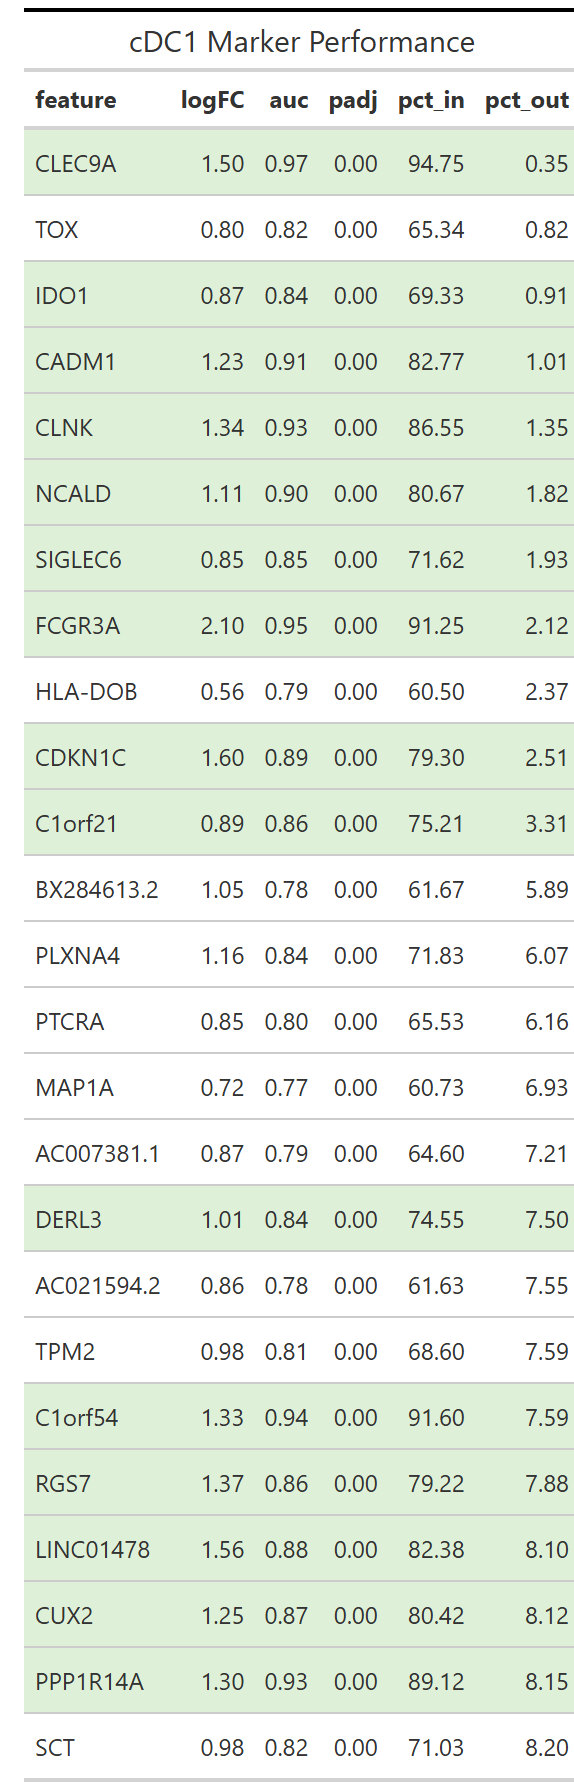 cDC1 Marker Performance
feature logFC auc padj pct_in pct_out
CLEC9A 1.50 0.97 0.00 94.75 0.35
TOX 0.80 0.82 0.00 65.34 0.82
IDO1 0.87 0.84 0.00 69.33 0.91
CADM1 1.23 0.91 0.00 82.77 1.01
CLNK 1.34 0.93 0.00 86.55 1.35
NCALD 1.11 0.90 0.00 80.67 1.82
SIGLEC6 0.85 0.85 0.00 71.62 1.93
FCGR3A 2.10 0.95 0.00 91.25 2.12
HLA-DOB 0.56 0.79 0.00 60.50 2.37
CDKN1C 1.60 0.89 0.00 79.30 2.51
C1orf21 0.89 0.86 0.00 75.21 3.31
BX284613.2 1.05 0.78 0.00 61.67 5.89
PLXNA4 1.16 0.84 0.00 71.83 6.07
PTCRA 0.85 0.80 0.00 65.53 6.16
MAP1A 0.72 0.77 0.00 60.73 6.93
AC007381.1 0.87 0.79 0.00 64.60 7.21
DERL3 1.01 0.84 0.00 74.55 7.50
AC021594.2 0.86 0.78 0.00 61.63 7.55
TPM2 0.98 0.81 0.00 68.60 7.59
C1orf54 1.33 0.94 0.00 91.60 7.59
RGS7 1.37 0.86 0.00 79.22 7.88
LINC01478 1.56 0.88 0.00 82.38 8.10
CUX2 1.25 0.87 0.00 80.42 8.12
PPP1R14A 1.30 0.93 0.00 89.12 8.15
SCT 0.98 0.82 0.00 71.03 8.20